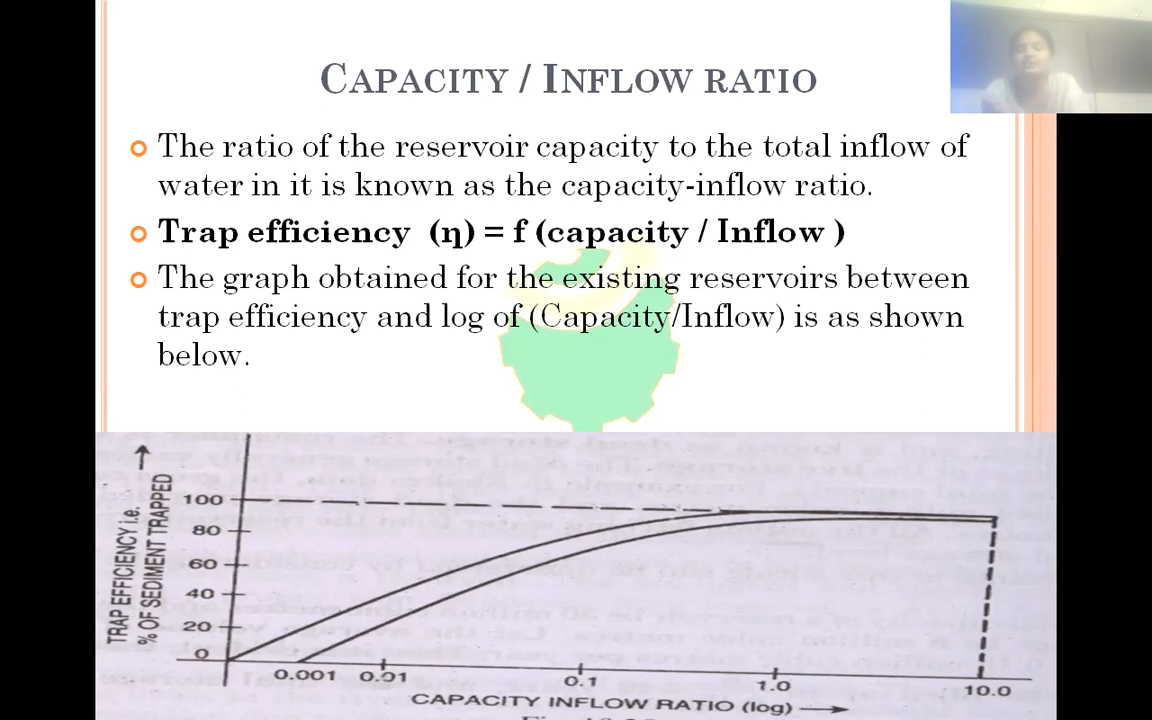 CAPACITY / INFLOW RATIO
The ratio of the reservoir capacity to the total inflow of
water in it is known as the capacity-inflow ratio.
Trap efficiency (η) = f (capacity / Inflow )
The graph obtained for the existing reservoirs between
trap efficiency and log of (Capacity/Inflow) is as shown
below.
TRAP EFFICIENCY i.e.
% OF SEDIMENT TRAPPED
100
80
60
40
20
0
0.001 0.01 0.1 1.0 10.0
CAPACITY INFLOW RATIO (log)